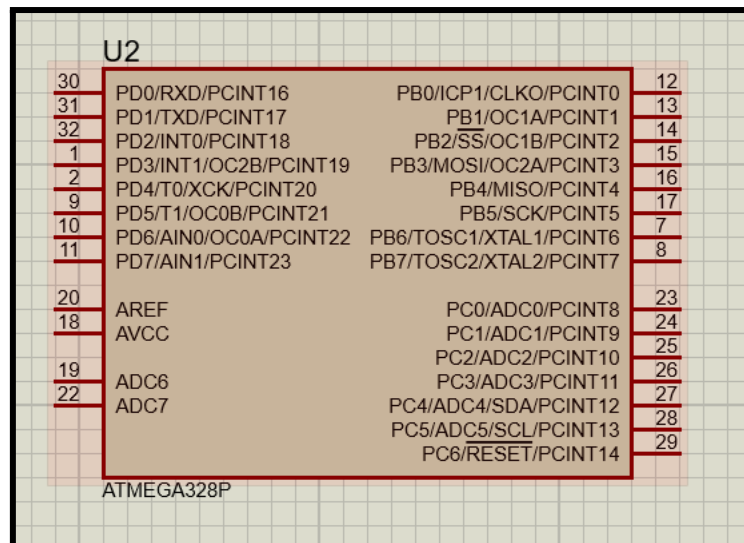 U2
30 PD0/RXD/PCINT16 PB0/ICP1/CLKO/PCINT0 12
31 PD1/TXD/PCINT17 PB1/OC1A/PCINT1 13
32 PD2/INT0/PCINT18 PB2/SS/OC1B/PCINT2 14
1 PD3/INT1/OC2B/PCINT19 PB3/MOSI/OC2A/PCINT3 15
2 PD4/T0/XCK/PCINT20 PB4/MISO/PCINT4 16
9 PD5/T1/OC0B/PCINT21 PB5/SCK/PCINT5 17
10 PD6/AIN0/OC0A/PCINT22 PB6/TOSC1/XTAL1/PCINT6 7
11 PD7/AIN1/PCINT23 PB7/TOSC2/XTAL2/PCINT7 8
20 AREF PC0/ADC0/PCINT8 23
18 AVCC PC1/ADC1/PCINT9 24
PC2/ADC2/PCINT10 25
19 ADC6 PC3/ADC3/PCINT11 26
22 ADC7 PC4/ADC4/SDA/PCINT12 27
PC5/ADC5/SCL/PCINT13 28
PC6/RESET/PCINT14 29
ATMEGA328P